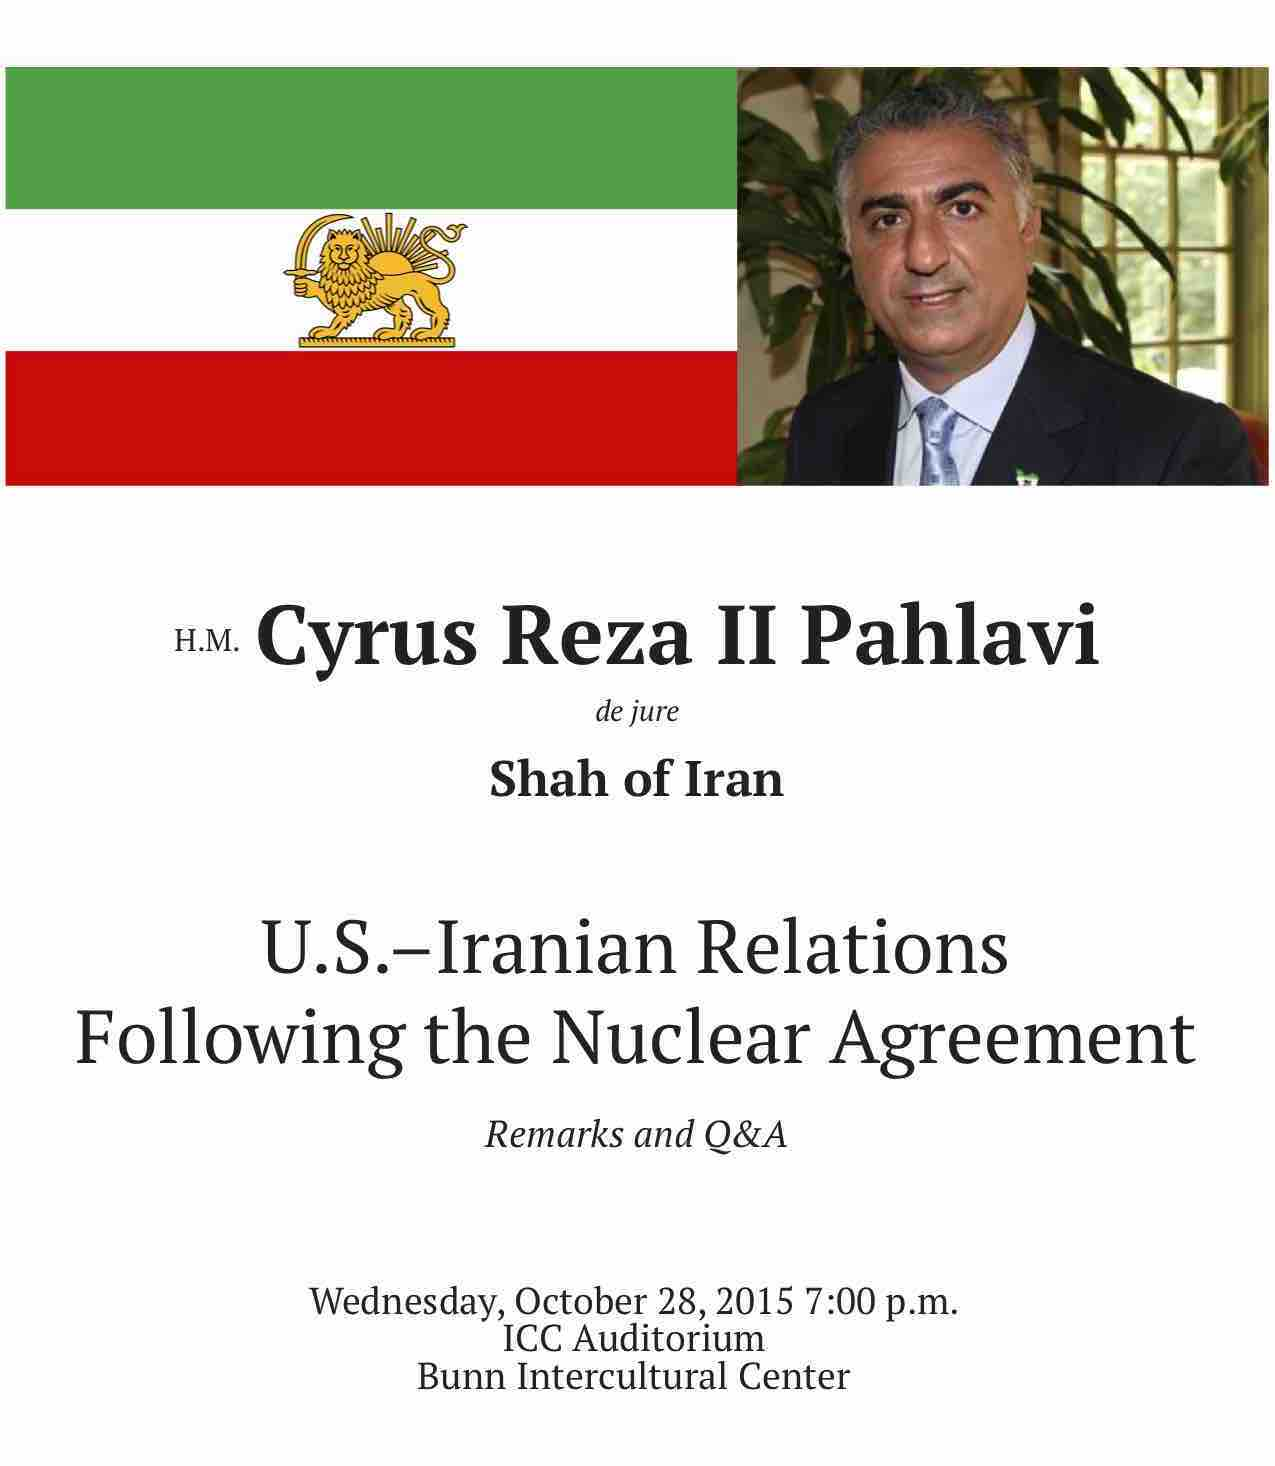 H.M. Cyrus Reza II Pahlavi
de jure
Shah of Iran
U.S.–Iranian Relations
Following the Nuclear Agreement
Remarks and Q&A
Wednesday, October 28, 2015 7:00 p.m.
ICC Auditorium
Bunn Intercultural Center